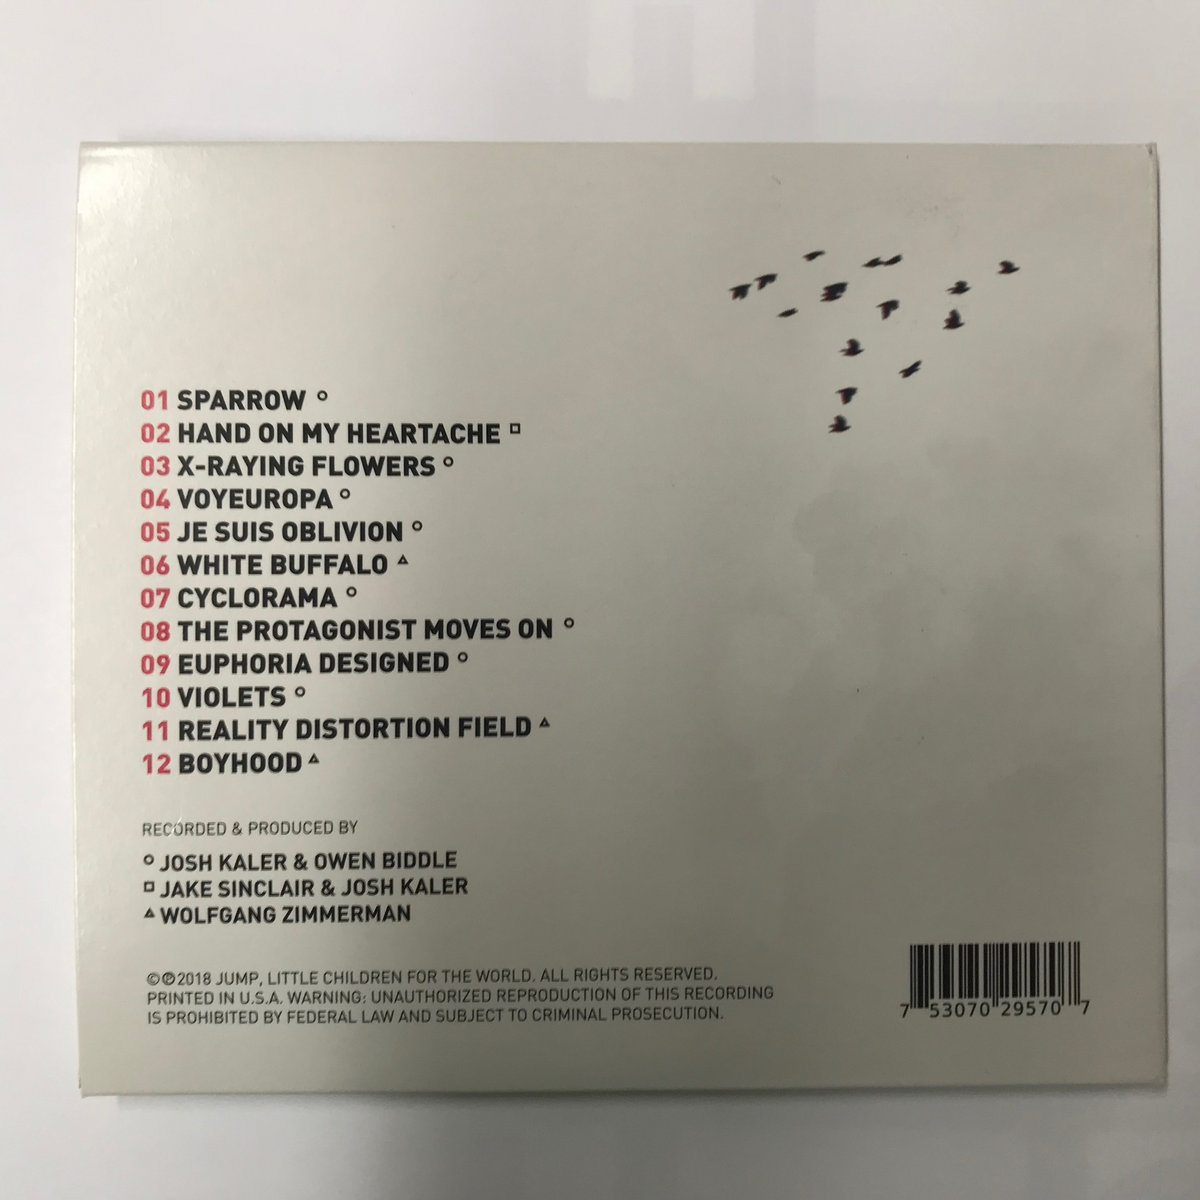 01 SPARROW ○
02 HAND ON MY HEARTACHE □
03 X-RAYING FLOWERS ○
04 VOYEUROPA ○
05 JE SUIS OBLIVION ○
06 WHITE BUFFALO △
07 CYCLORAMA ○
08 THE PROTAGONIST MOVES ON ○
09 EUPHORIA DESIGNED ○
10 VIOLETS ○
11 REALITY DISTORTION FIELD △
12 BOYHOOD △
RECORDED & PRODUCED BY
○ JOSH KALER & OWEN BIDDLE
□ JAKE SINCLAIR & JOSH KALER
△ WOLFGANG ZIMMERMAN
©℗2018 JUMP, LITTLE CHILDREN FOR THE WORLD. ALL RIGHTS RESERVED.
PRINTED IN U.S.A. WARNING: UNAUTHORIZED REPRODUCTION OF THIS RECORDING
IS PROHIBITED BY FEDERAL LAW AND SUBJECT TO CRIMINAL PROSECUTION.
7 53070 29570 7